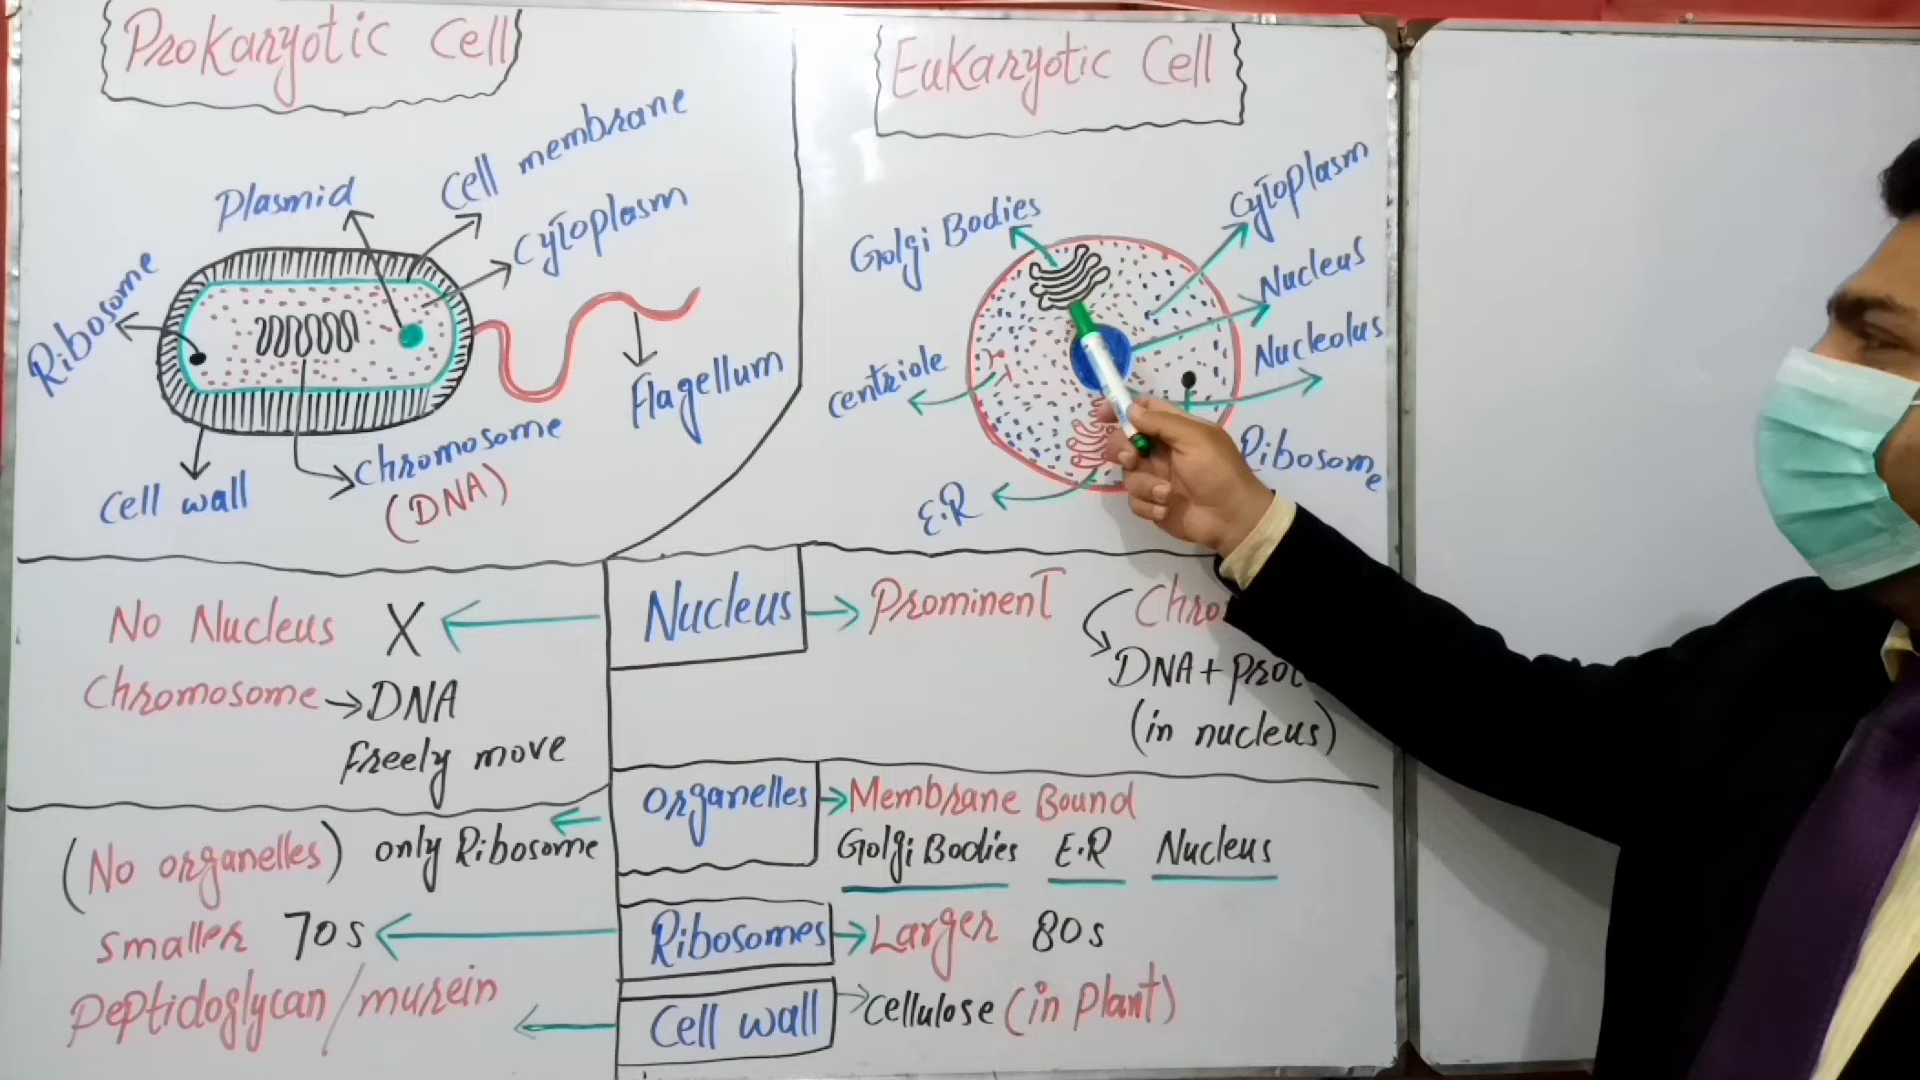 Prokaryotic Cell
Plasmid
Cell membrane
Cytoplasm
Ribosome
Flagellum
Cell wall
Chromosome
(DNA)
Eukaryotic Cell
Golgi Bodies
Cytoplasm
Nucleus
Nucleolus
Centriole
Ribosome
E.R
Nucleus
No Nucleus X
Chromosome → DNA
Freely move
Prominent
DNA +
(in nucleus)
Organelles
(No organelles) only Ribosome
Membrane Bound
Golgi Bodies E.R Nucleus
Ribosomes
smaller 70s
Larger 80s
Cell wall
Peptidoglycan/murein
Cellulose (in Plant)